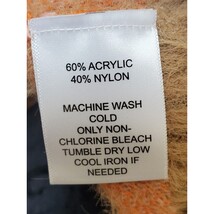 60% ACRYLIC
40% NYLON
MACHINE WASH
COLD
ONLY NON-
CHLORINE BLEACH
TUMBLE DRY LOW
COOL IRON IF
NEEDED